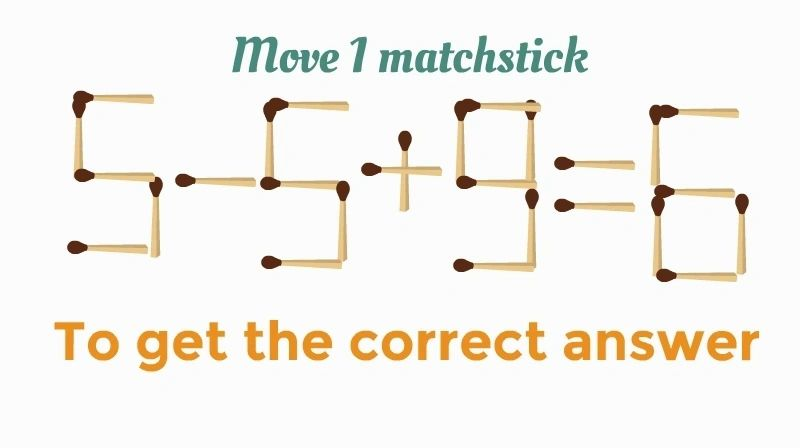 Move 1 matchstick
5-5+9=6
To get the correct answer